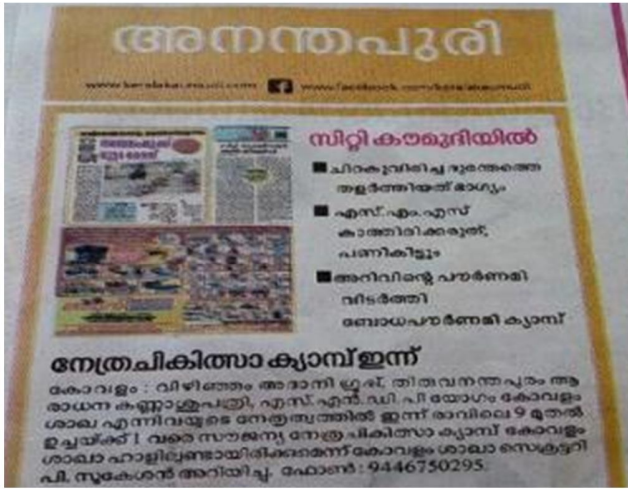 അനന്തപുരി
www.keralakaumudi.com www.facebook.com/keralakaumudi
സിറ്റി കൗമുദിയിൽ
ചിറകുവിരിച്ച ദുരന്തത്തെ
തളർത്തിയത് ഭാഗ്യം
എസ്.എം.എസ്
കാത്തിരിക്കരുത്,
പണികിട്ടും
അറിവിന്റെ പൗർണമി
വിടർത്തി
ബോധപൗർണമി ക്യാമ്പ്
നേത്രചികിത്സാ ക്യാമ്പ് ഇന്ന്
കോവളം : വിഴിഞ്ഞം അദാനി ഗ്രൂപ്, തിരുവനന്തപുരം ആ
രാധന കണ്ണാശുപത്രി, എസ്.എൻ.ഡി.പി യോഗം കോവളം
ശാഖ എന്നിവയുടെ നേതൃത്വത്തിൽ ഇന്ന് രാവിലെ 9 മുതൽ
ഉച്ചയ്ക്ക് 1 വരെ സൗജന്യ നേത്ര ചികിത്സാ ക്യാമ്പ് കോവളം
ശാഖാ ഹാളിലുണ്ടായിരിക്കുമെന്ന് കോവളം ശാഖാ സെക്രട്ടറി
പി. സുകേശൻ അറിയിച്ചു. ഫോൺ : 9446750295.